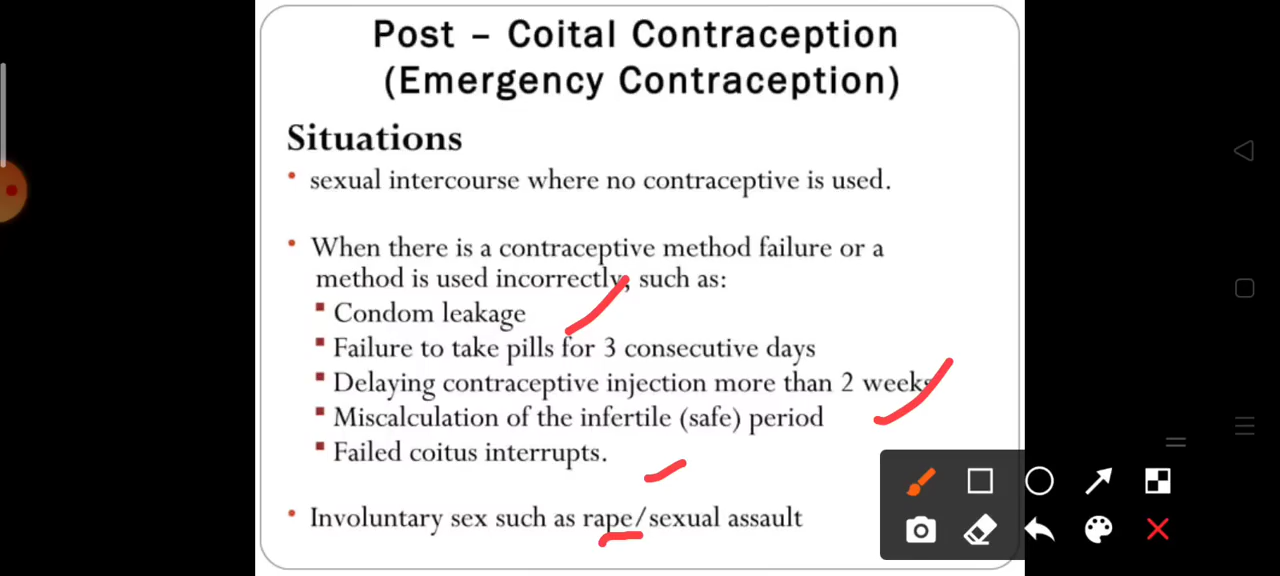 Post – Coital Contraception
(Emergency Contraception)
Situations
• sexual intercourse where no contraceptive is used.
• When there is a contraceptive method failure or a
method is used incorrectly, such as:
▪ Condom leakage
▪ Failure to take pills for 3 consecutive days
▪ Delaying contraceptive injection more than 2 weeks
▪ Miscalculation of the infertile (safe) period
▪ Failed coitus interrupts.
• Involuntary sex such as rape/sexual assault